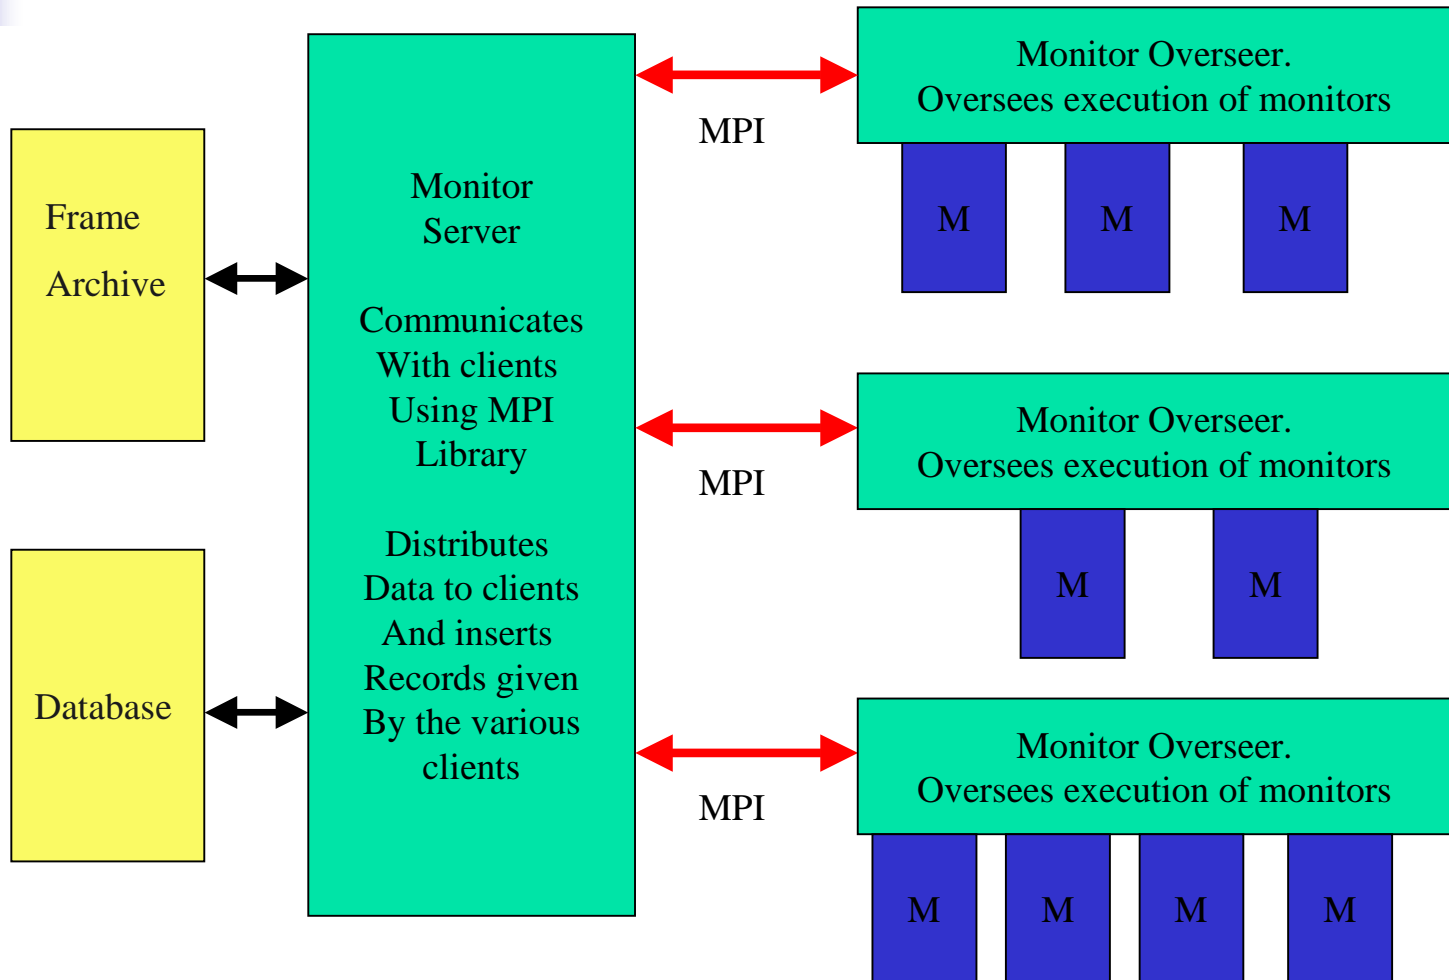 Frame
Archive
Database
Monitor
Server
Communicates
With clients
Using MPI
Library
Distributes
Data to clients
And inserts
Records given
By the various
clients
MPI
Monitor Overseer.
Oversees execution of monitors
M
M
M
MPI
Monitor Overseer.
Oversees execution of monitors
M
M
MPI
Monitor Overseer.
Oversees execution of monitors
M
M
M
M